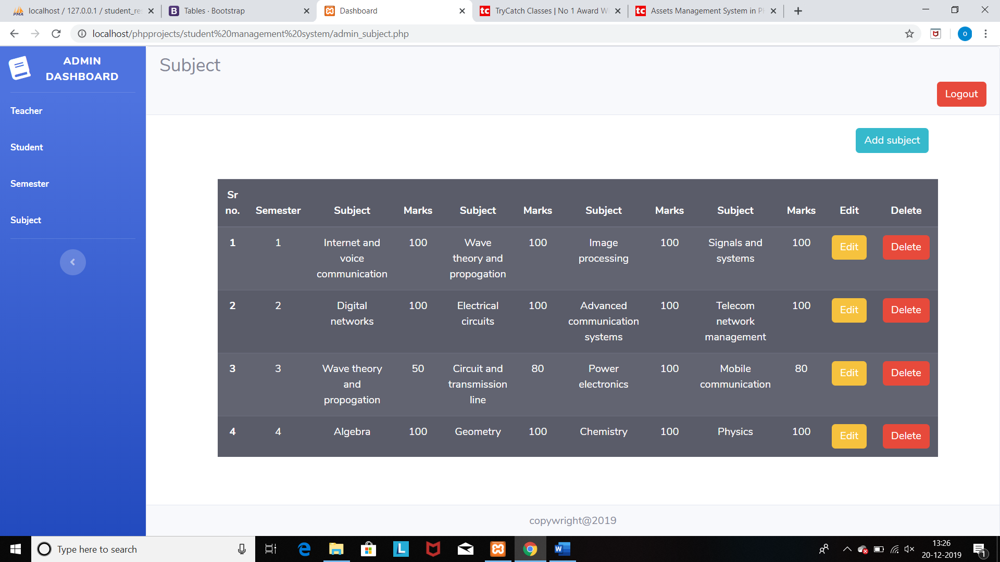 localhost / 127.0.0.1 / student_re
Tables · Bootstrap
Dashboard
TryCatch Classes | No 1 Award Wi
Assets Management System in P
localhost/phpprojects/student%20management%20system/admin_subject.php
o
ADMIN
DASHBOARD
Teacher
Student
Semester
Subject
Subject
Logout
Add subject
Sr no. Semester Subject Marks Subject Marks Subject Marks Subject Marks Edit Delete
1 1 Internet and voice communication 100 Wave theory and propogation 100 Image processing 100 Signals and systems 100 Edit Delete
2 2 Digital networks 100 Electrical circuits 100 Advanced communication systems 100 Telecom network management 100 Edit Delete
3 3 Wave theory and propogation 50 Circuit and transmission line 80 Power electronics 100 Mobile communication 80 Edit Delete
4 4 Algebra 100 Geometry 100 Chemistry 100 Physics 100 Edit Delete
copywright@2019
Type here to search
13:26
20-12-2019
1